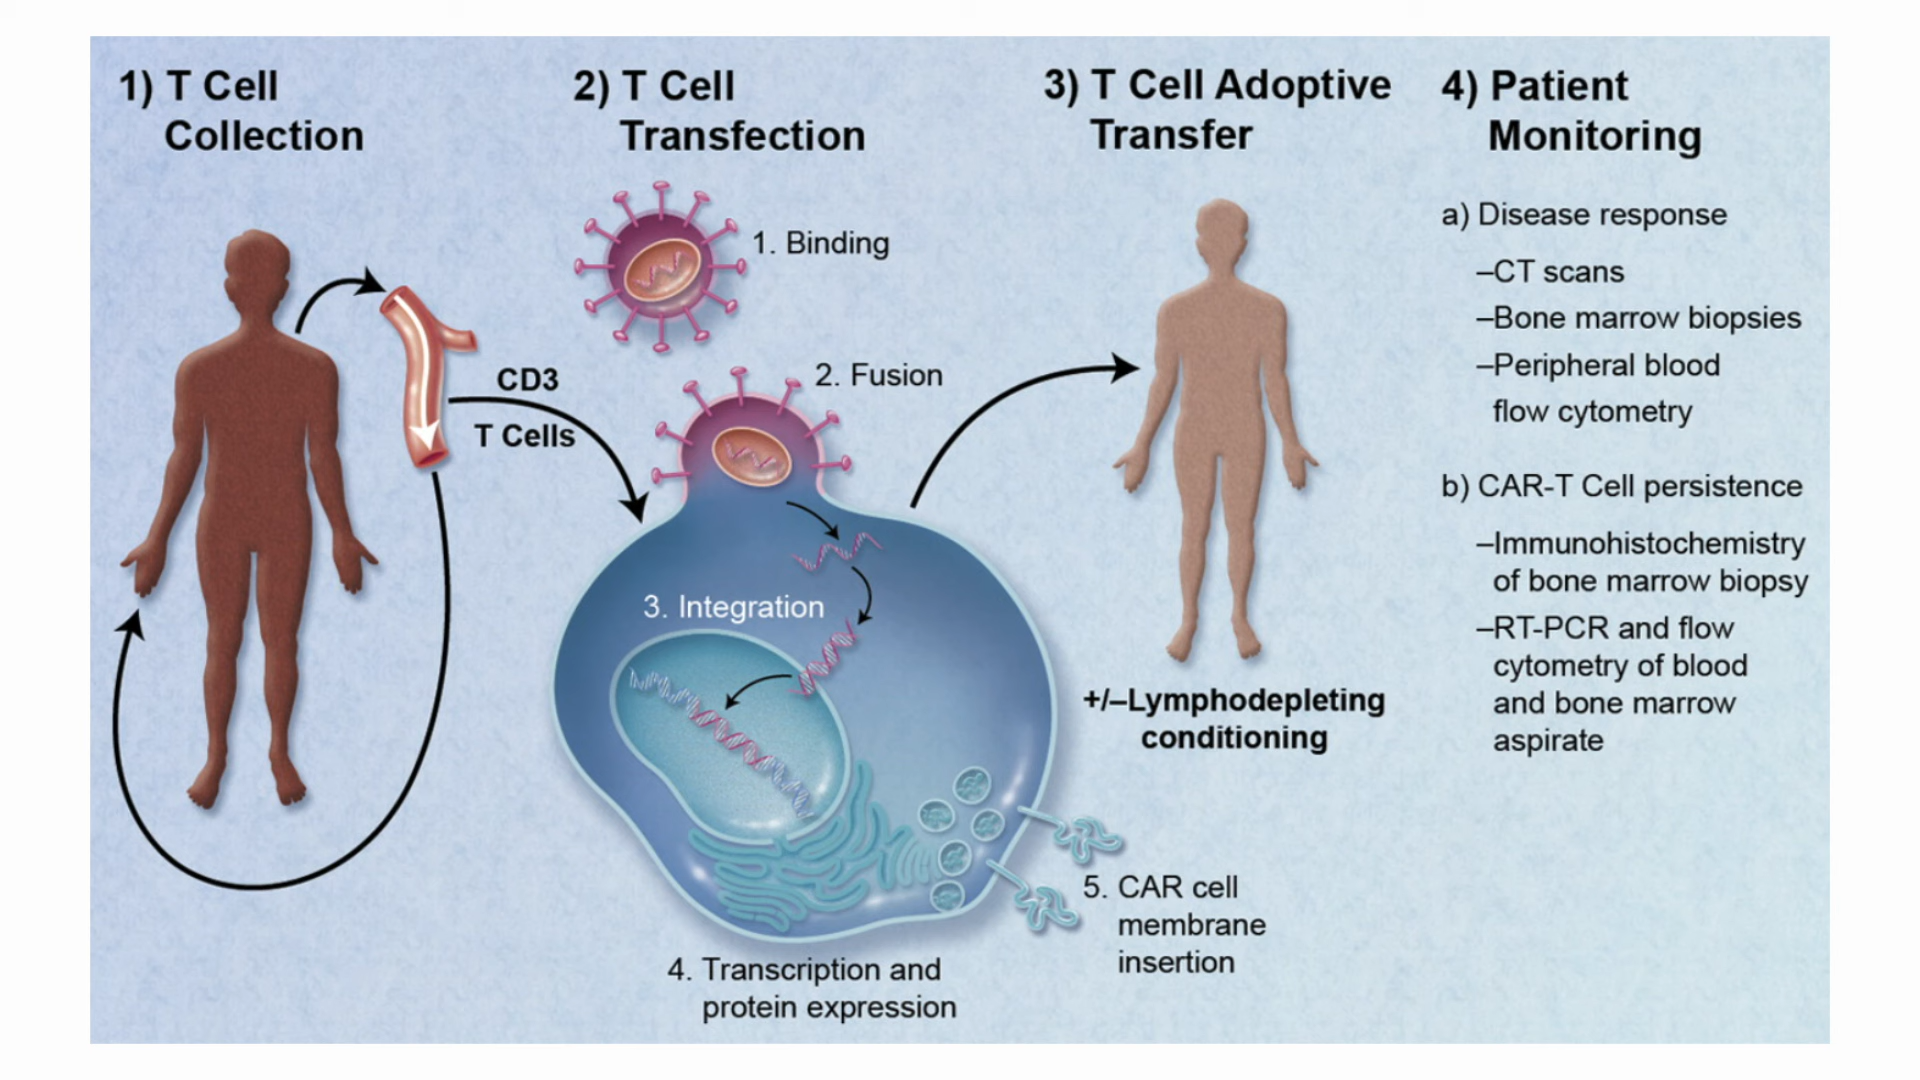 1) T Cell
Collection
CD3
T Cells
2) T Cell
Transfection
1. Binding
2. Fusion
3. Integration
4. Transcription and
protein expression
5. CAR cell
membrane
insertion
3) T Cell Adoptive
Transfer
+/–Lymphodepleting
conditioning
4) Patient
Monitoring
a) Disease response
–CT scans
–Bone marrow biopsies
–Peripheral blood
flow cytometry
b) CAR-T Cell persistence
–Immunohistochemistry
of bone marrow biopsy
–RT-PCR and flow
cytometry of blood
and bone marrow
aspirate